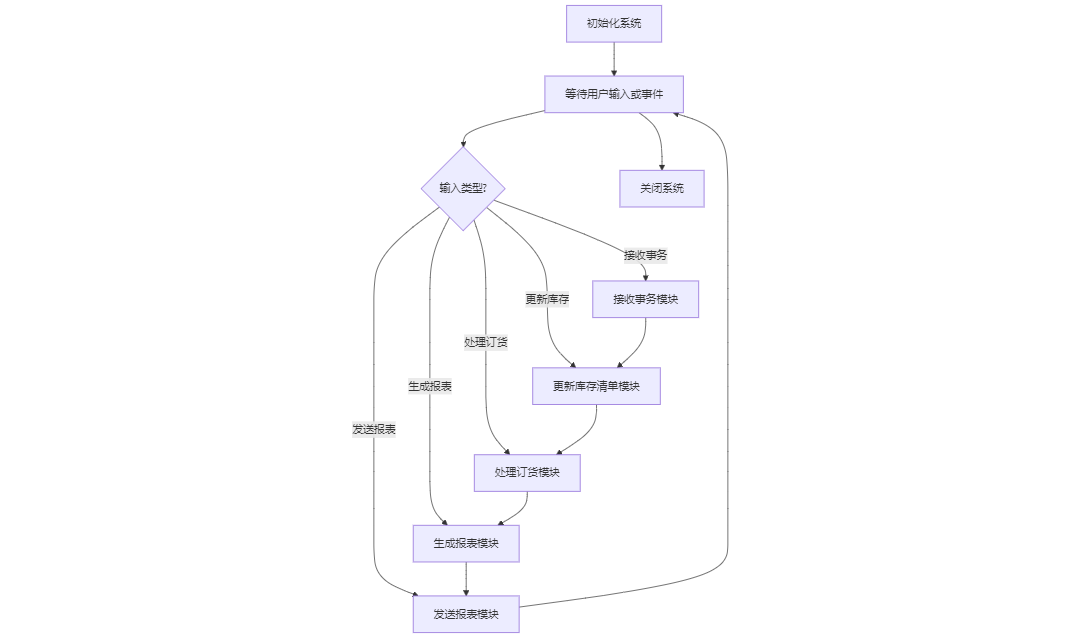 初始化系统
等待用户输入或事件
输入类型?
关闭系统
接收事务
接收事务模块
更新库存
处理订货
更新库存清单模块
生成报表
发送报表
处理订货模块
生成报表模块
发送报表模块